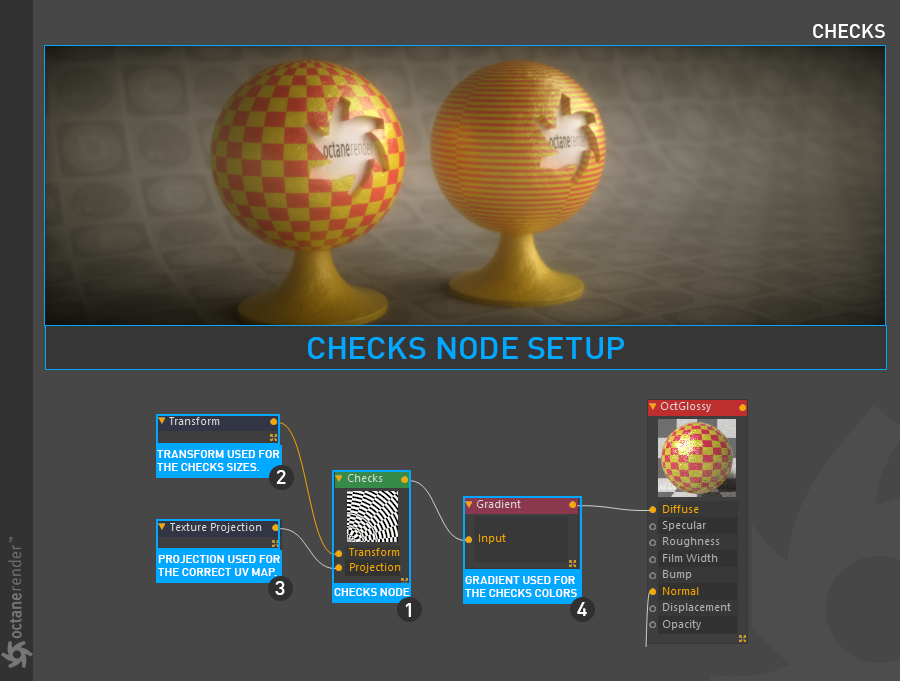 CHECKS
octanerender
octanerender
CHECKS NODE SETUP
Transform
TRANSFORM USED FOR
THE CHECKS SIZES.
2
Texture Projection
PROJECTION USED FOR
THE CORRECT UV MAP.
3
Checks
Transform
Projection
CHECKS NODE
1
Gradient
Input
GRADIENT USED FOR
THE CHECKS COLORS
4
OctGlossy
Diffuse
Specular
Roughness
Film Width
Bump
Normal
Displacement
Opacity
octanerender™